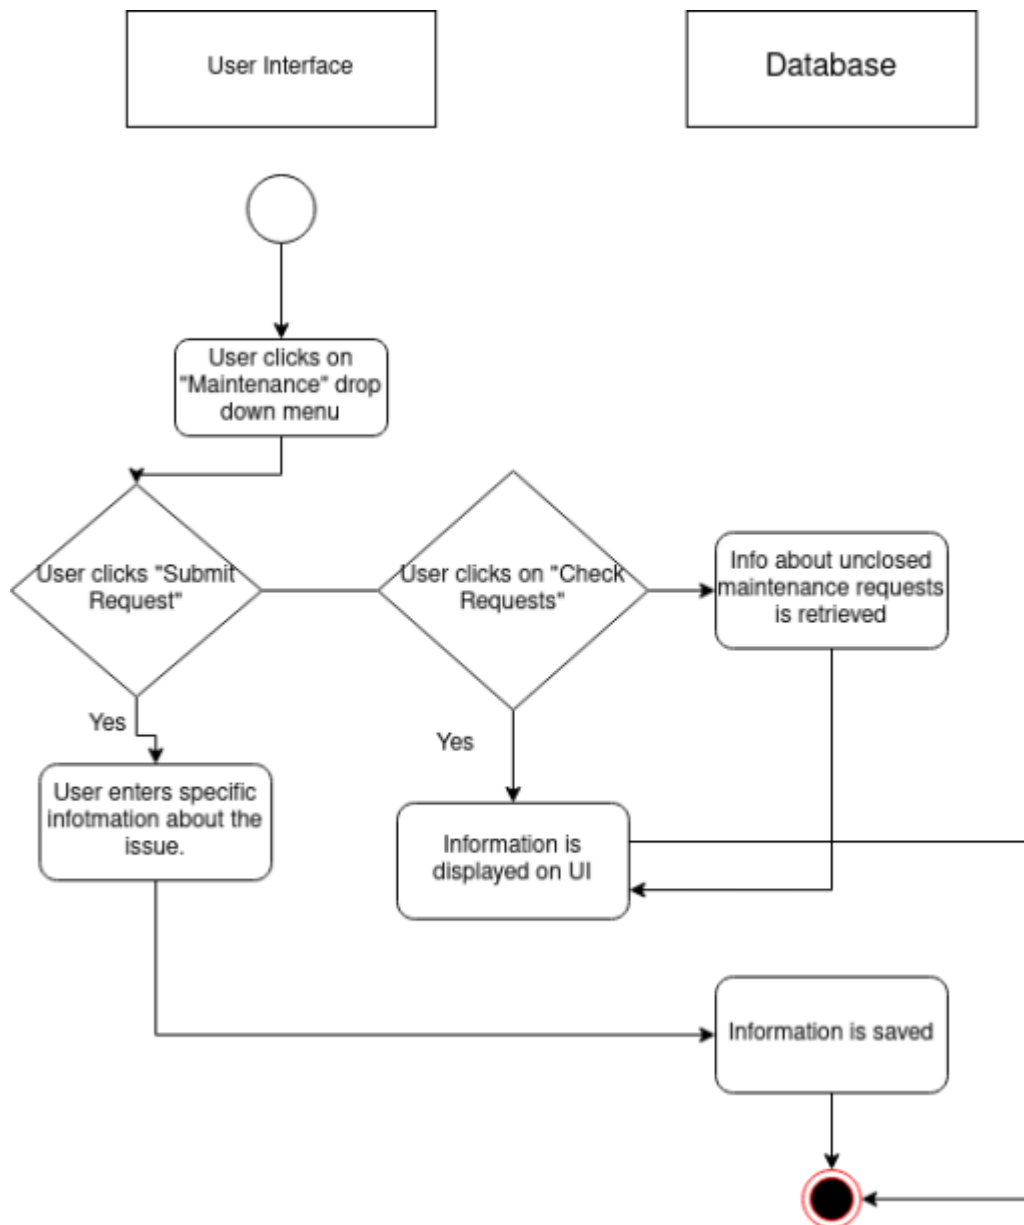 User Interface
Database
User clicks on
"Maintenance" drop
down menu
User clicks "Submit
Request"
User clicks on "Check
Requests"
Info about unclosed
maintenance requests
is retrieved
Yes
Yes
User enters specific
infotmation about the
issue.
Information is
displayed on UI
Information is saved